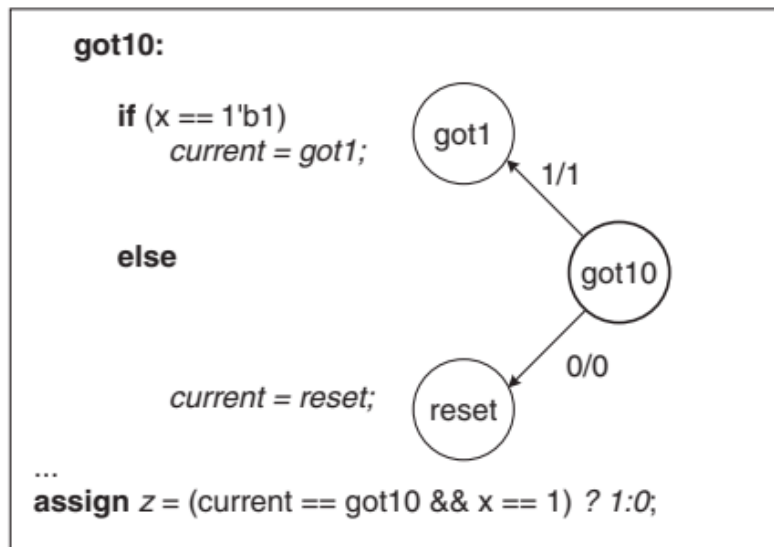 got10:
if (x == 1'b1)
current = got1;
got1
1/1
else
got10
0/0
current = reset;
reset
...
assign z = (current == got10 && x == 1) ? 1:0;